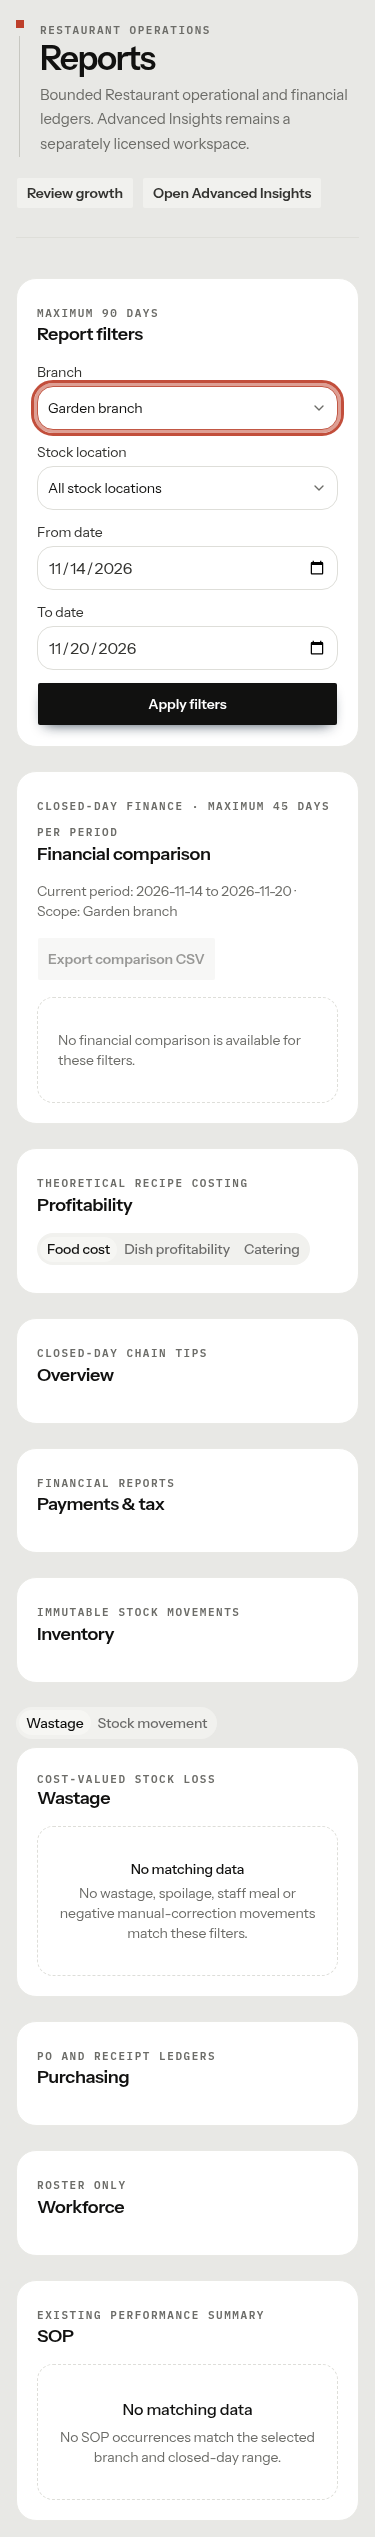 RESTAURANT OPERATIONS
Reports
Bounded Restaurant operational and financial
ledgers. Advanced Insights remains a
separately licensed workspace.
Review growth
Open Advanced Insights
MAXIMUM 90 DAYS
Report filters
Branch
Garden branch
Stock location
All stock locations
From date
11/14/2026
To date
11/20/2026
Apply filters
CLOSED-DAY FINANCE · MAXIMUM 45 DAYS
PER PERIOD
Financial comparison
Current period: 2026-11-14 to 2026-11-20 ·
Scope: Garden branch
Export comparison CSV
No financial comparison is available for
these filters.
THEORETICAL RECIPE COSTING
Profitability
Food cost Dish profitability Catering
CLOSED-DAY CHAIN TIPS
Overview
FINANCIAL REPORTS
Payments & tax
IMMUTABLE STOCK MOVEMENTS
Inventory
Wastage Stock movement
COST-VALUED STOCK LOSS
Wastage
No matching data
No wastage, spoilage, staff meal or
negative manual-correction movements
match these filters.
PO AND RECEIPT LEDGERS
Purchasing
ROSTER ONLY
Workforce
EXISTING PERFORMANCE SUMMARY
SOP
No matching data
No SOP occurrences match the selected
branch and closed-day range.